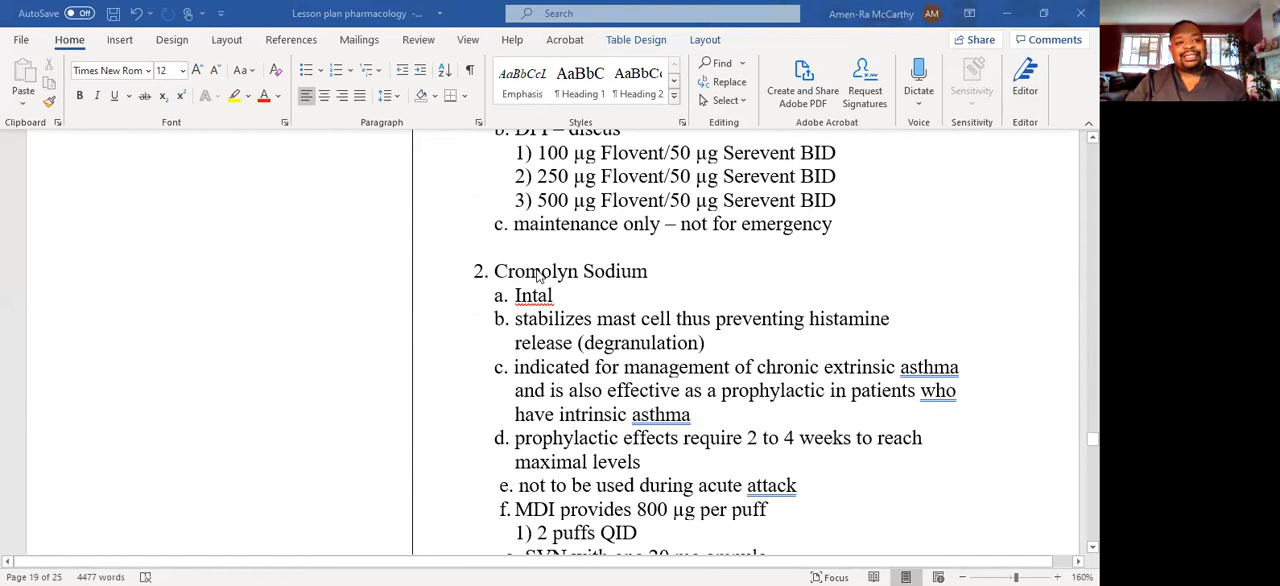 AutoSave Off Lesson plan pharmacology -... Search Amen-Ra McCarthy AM
File Home Insert Design Layout References Mailings Review View Help Acrobat Table Design Layout Share Comments
Paste Times New Rom 12 Aa AaBbCcI AaBbC AaBbCc Find Replace Select Create and Share Adobe PDF Request Signatures Dictate Sensitivity Editor
Emphasis ¶ Heading 1 ¶ Heading 2
Clipboard Font Paragraph Styles Editing Adobe Acrobat Voice Sensitivity Editor
b. DPI – discus
1) 100 µg Flovent/50 µg Serevent BID
2) 250 µg Flovent/50 µg Serevent BID
3) 500 µg Flovent/50 µg Serevent BID
c. maintenance only – not for emergency
2. Cromolyn Sodium
a. Intal
b. stabilizes mast cell thus preventing histamine
release (degranulation)
c. indicated for management of chronic extrinsic asthma
and is also effective as a prophylactic in patients who
have intrinsic asthma
d. prophylactic effects require 2 to 4 weeks to reach
maximal levels
e. not to be used during acute attack
f. MDI provides 800 µg per puff
1) 2 puffs QID
Page 19 of 25 4477 words Focus 160%